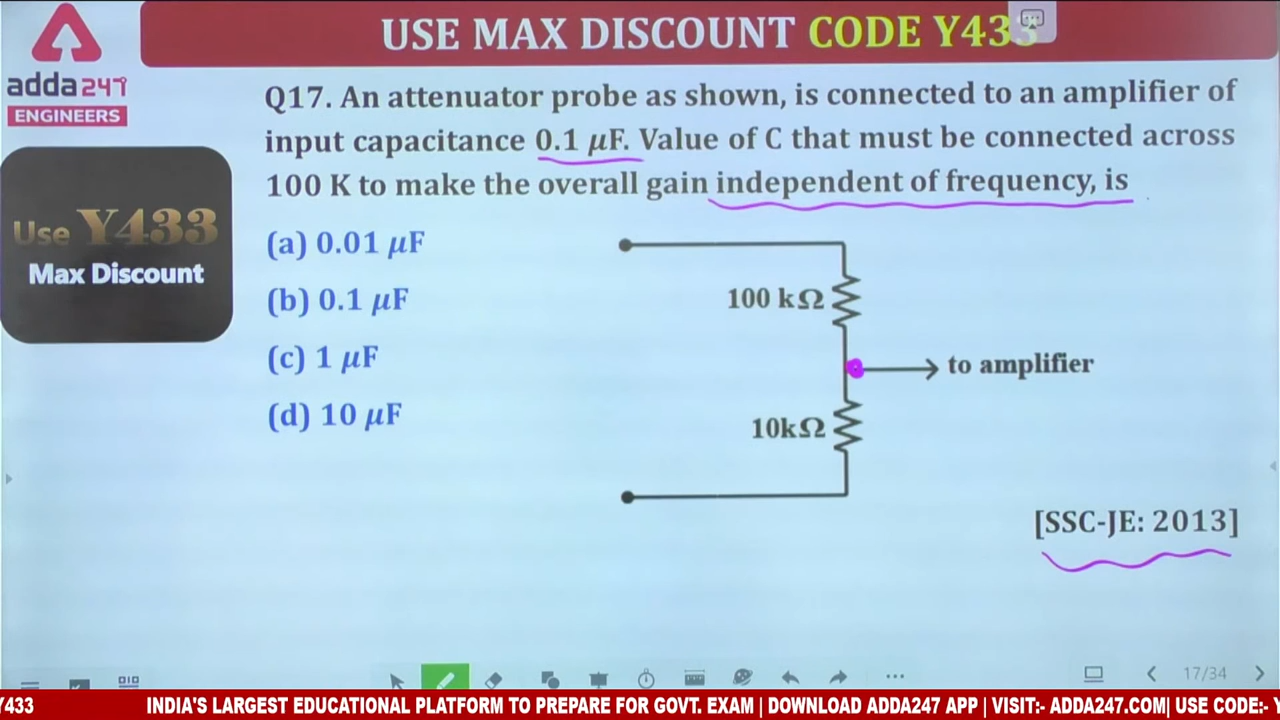 USE MAX DISCOUNT CODE Y433
adda247
ENGINEERS
Q17. An attenuator probe as shown, is connected to an amplifier of
input capacitance 0.1 μF. Value of C that must be connected across
100 K to make the overall gain independent of frequency, is
Use Y433
Max Discount
(a) 0.01 μF
(b) 0.1 μF
(c) 1 μF
(d) 10 μF
100 kΩ
to amplifier
10kΩ
[SSC-JE: 2013]
17/34
Y433 INDIA'S LARGEST EDUCATIONAL PLATFORM TO PREPARE FOR GOVT. EXAM | DOWNLOAD ADDA247 APP | VISIT:- ADDA247.COM| USE CODE:-